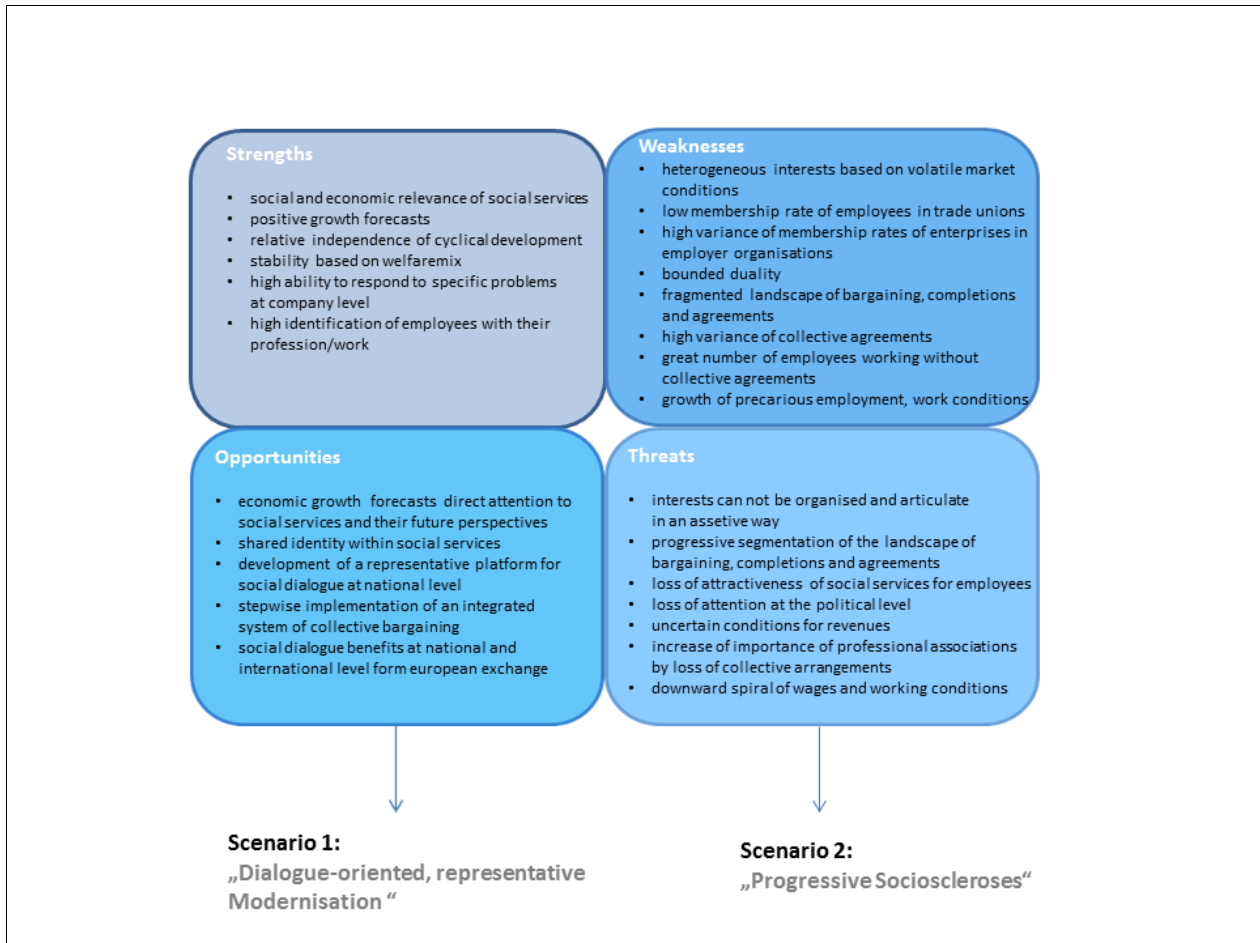 Strengths
• social and economic relevance of social services
• positive growth forecasts
• relative independence of cyclical development
• stability based on welfaremix
• high ability to respond to specific problems
at company level
• high identification of employees with their
profession/work
Weaknesses
• heterogeneous interests based on volatile market
conditions
• low membership rate of employees in trade unions
• high variance of membership rates of enterprises in
employer organisations
• bounded duality
• fragmented landscape of bargaining, completions
and agreements
• high variance of collective agreements
• great number of employees working without
collective agreements
• growth of precarious employment, work conditions
Opportunities
• economic growth forecasts direct attention to
social services and their future perspectives
• shared identity within social services
• development of a representative platform for
social dialogue at national level
• stepwise implementation of an integrated
system of collective bargaining
• social dialogue benefits at national and
international level form european exchange
Threats
• interests can not be organised and articulate
in an assetive way
• progressive segmentation of the landscape of
bargaining, completions and agreements
• loss of attractiveness of social services for employees
• loss of attention at the political level
• uncertain conditions for revenues
• increase of importance of professional associations
by loss of collective arrangements
• downward spiral of wages and working conditions
Scenario 1:
„Dialogue-oriented, representative
Modernisation “
Scenario 2:
„Progressive Socioscleroses“